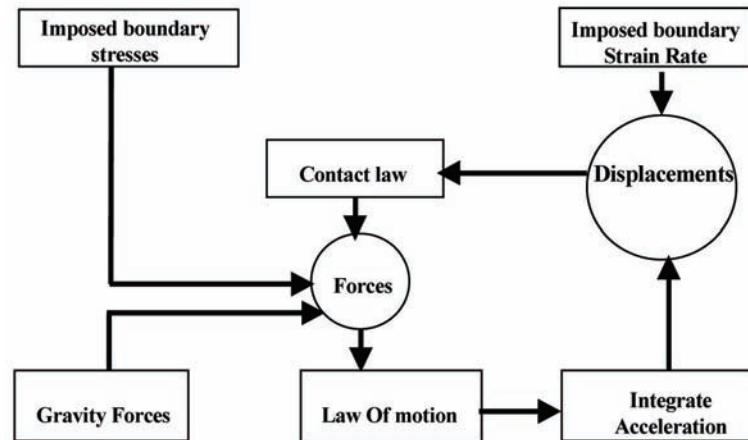 Imposed boundary
stresses
Imposed boundary
Strain Rate
Contact law
Displacements
Forces
Gravity Forces
Law Of motion
Integrate
Acceleration